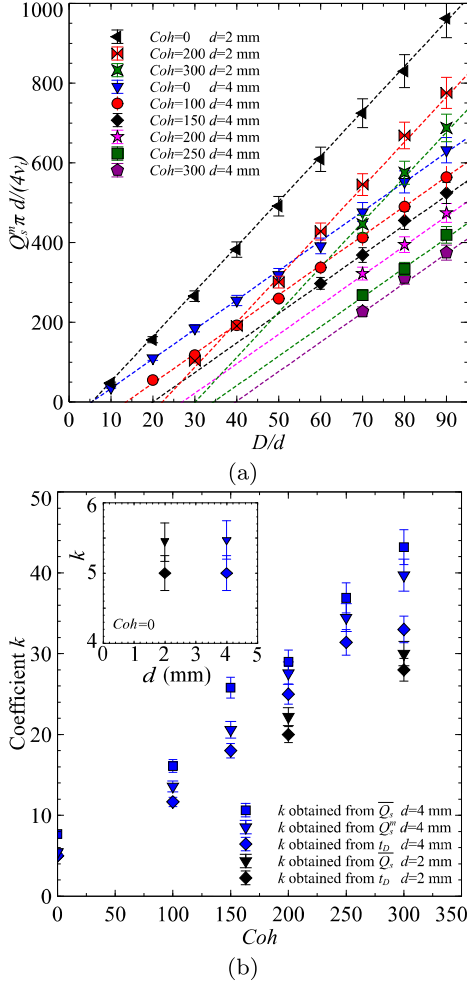 1000
800
600
400
200
0
Q_s^m π d/(4v_t)
Coh=0 d=2 mm
Coh=200 d=2 mm
Coh=300 d=2 mm
Coh=0 d=4 mm
Coh=100 d=4 mm
Coh=150 d=4 mm
Coh=200 d=4 mm
Coh=250 d=4 mm
Coh=300 d=4 mm
0 10 20 30 40 50 60 70 80 90
D/d
(a)
50
40
30
20
10
0
Coefficient k
6
5
4
k
Coh=0
0 1 2 3 4 5
d (mm)
k obtained from \overline{Q_s} d=4 mm
k obtained from Q_s^m d=4 mm
k obtained from t_D d=4 mm
k obtained from \overline{Q_s} d=2 mm
k obtained from t_D d=2 mm
0 50 100 150 200 250 300 350
Coh
(b)